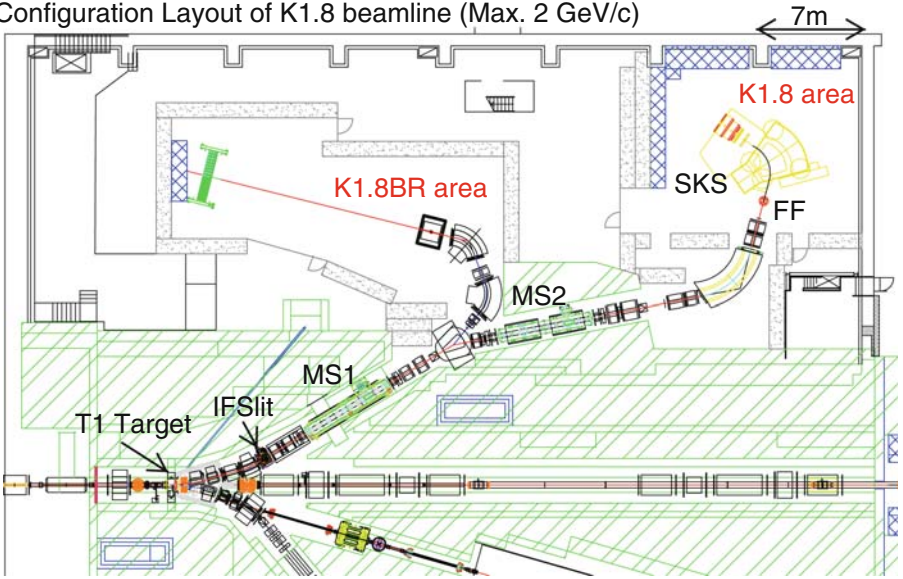 Configuration Layout of K1.8 beamline (Max. 2 GeV/c)
7m
K1.8 area
K1.8BR area
SKS
FF
MS2
MS1
IFSlit
T1 Target